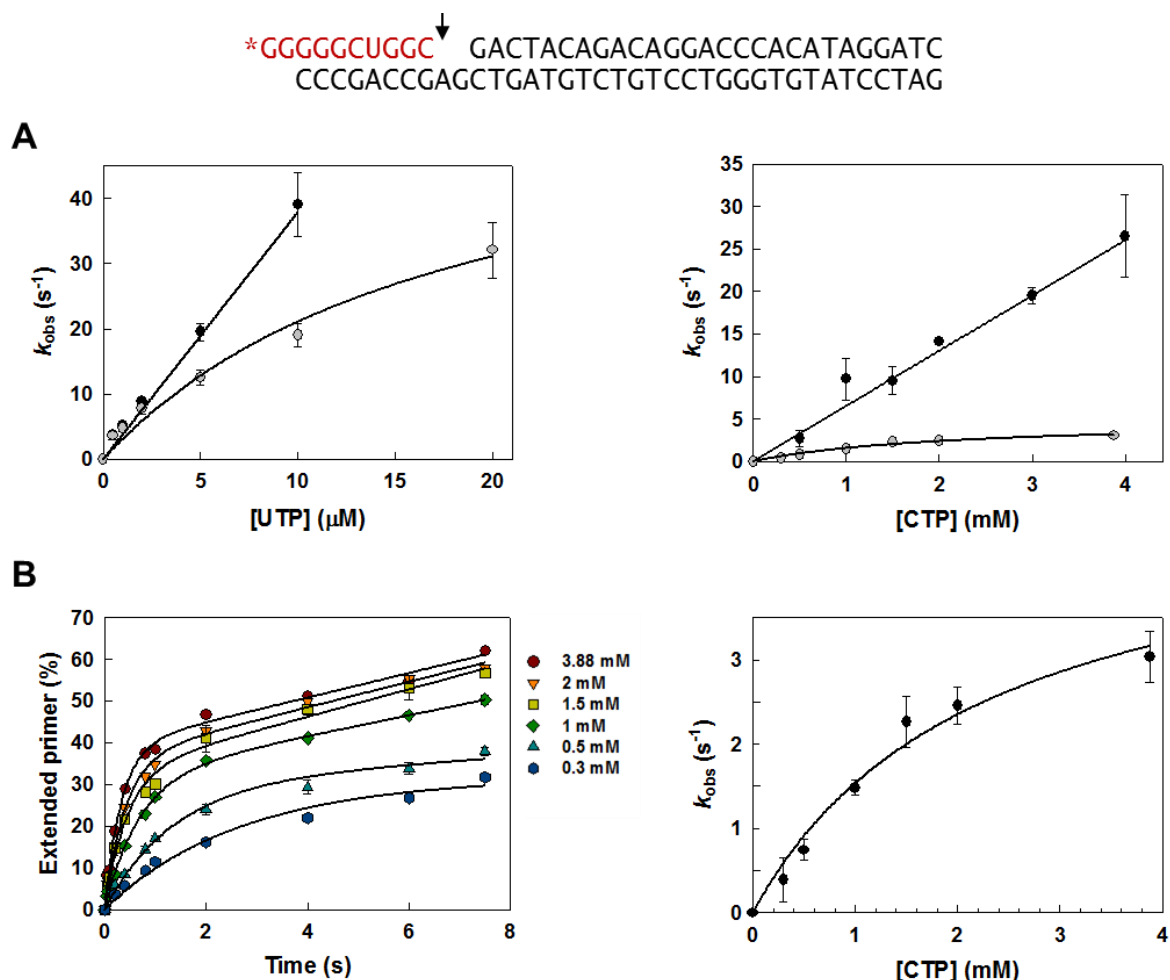 *GGGGGCUGGC GACTACAGACAGGACCCACATAGGATC
CCCGACCGAGCTGATGTCTGTCCTGGGTGTATCCTAG
A
kobs (s-1)
40
30
20
10
0
0 5 10 15 20
[UTP] (μM)
kobs (s-1)
35
30
25
20
15
10
5
0
0 1 2 3 4
[CTP] (mM)
B
Extended primer (%)
70
60
50
40
30
20
10
0
0 2 4 6 8
Time (s)
3.88 mM
2 mM
1.5 mM
1 mM
0.5 mM
0.3 mM
kobs (s-1)
3
2
1
0
0 1 2 3 4
[CTP] (mM)